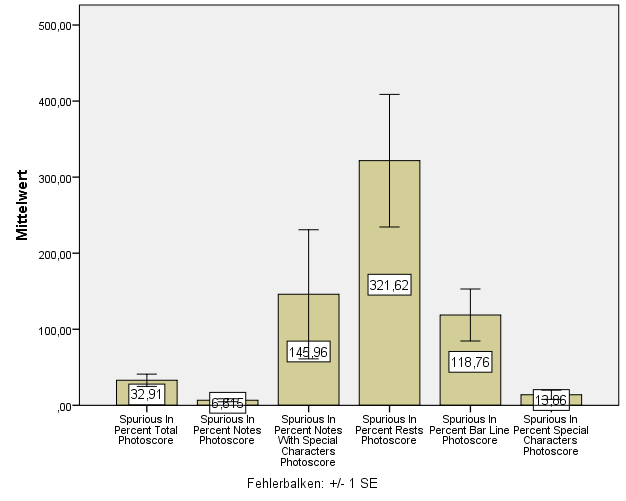 500,00
400,00
300,00
200,00
100,00
,00
Mittelwert
32,91
6,815
145,96
321,62
118,76
13,86
Spurious In
Percent Total
Photoscore
Spurious In
Percent Notes
Photoscore
Spurious In
Percent Notes
With Special
Characters
Photoscore
Spurious In
Percent Rests
Photoscore
Spurious In
Percent Bar Line
Photoscore
Spurious In
Percent Special
Characters
Photoscore
Fehlerbalken: +/- 1 SE